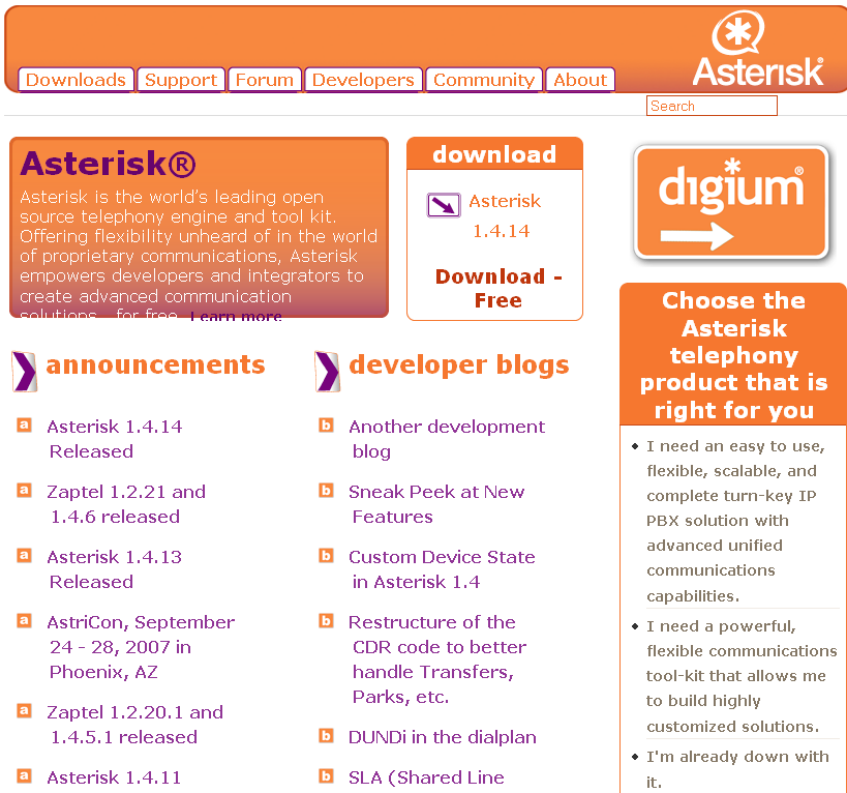 Asterisk®
Downloads
Support
Forum
Developers
Community
About
Search
Asterisk®
Asterisk is the world's leading open
source telephony engine and tool kit.
Offering flexibility unheard of in the world
of proprietary communications, Asterisk
empowers developers and integrators to
create advanced communication
solutions...for free. Learn more
download
Asterisk
1.4.14
Download -
Free
digium®
announcements
Asterisk 1.4.14
Released
Zaptel 1.2.21 and
1.4.6 released
Asterisk 1.4.13
Released
AstriCon, September
24 - 28, 2007 in
Phoenix, AZ
Zaptel 1.2.20.1 and
1.4.5.1 released
Asterisk 1.4.11
developer blogs
Another development
blog
Sneak Peek at New
Features
Custom Device State
in Asterisk 1.4
Restructure of the
CDR code to better
handle Transfers,
Parks, etc.
DUNDi in the dialplan
SLA (Shared Line
Choose the
Asterisk
telephony
product that is
right for you
I need an easy to use,
flexible, scalable, and
complete turn-key IP
PBX solution with
advanced unified
communications
capabilities.
I need a powerful,
flexible communications
tool-kit that allows me
to build highly
customized solutions.
I'm already down with
it.